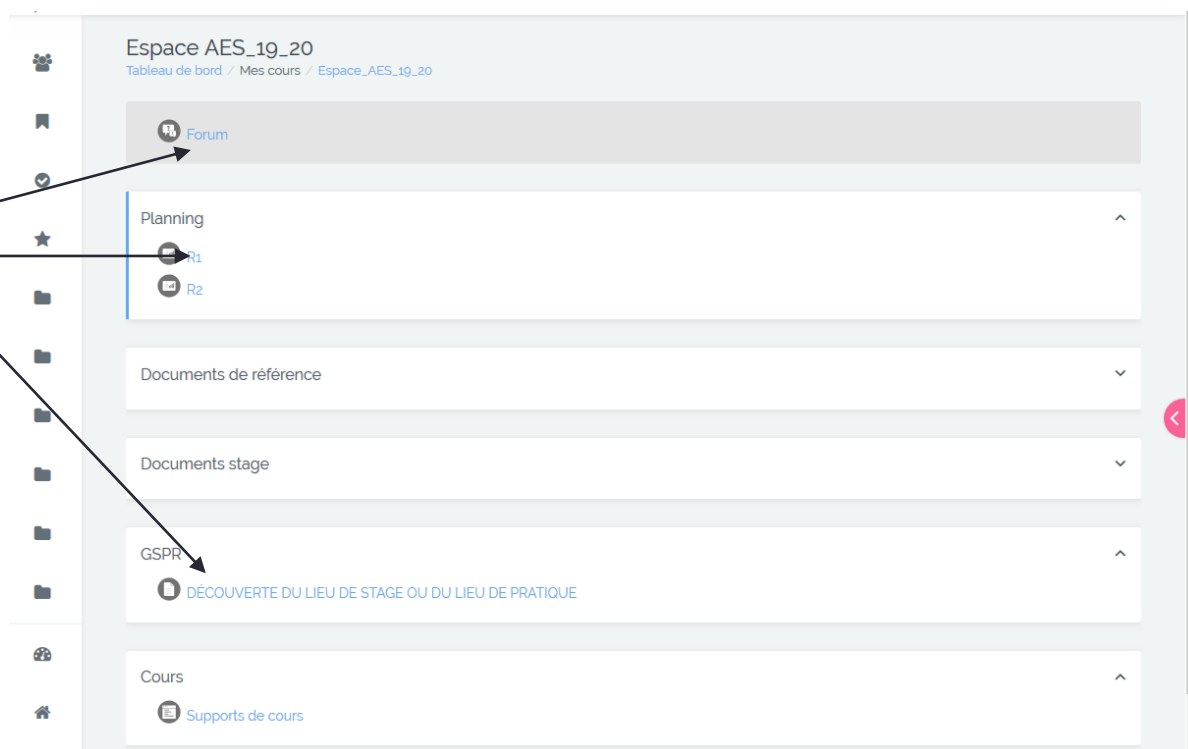 Espace AES_19_20
Tableau de bord / Mes cours / Espace_AES_19_20
Forum
Planning
R1
R2
Documents de référence
Documents stage
GSPR
DÉCOUVERTE DU LIEU DE STAGE OU DU LIEU DE PRATIQUE
Cours
Supports de cours